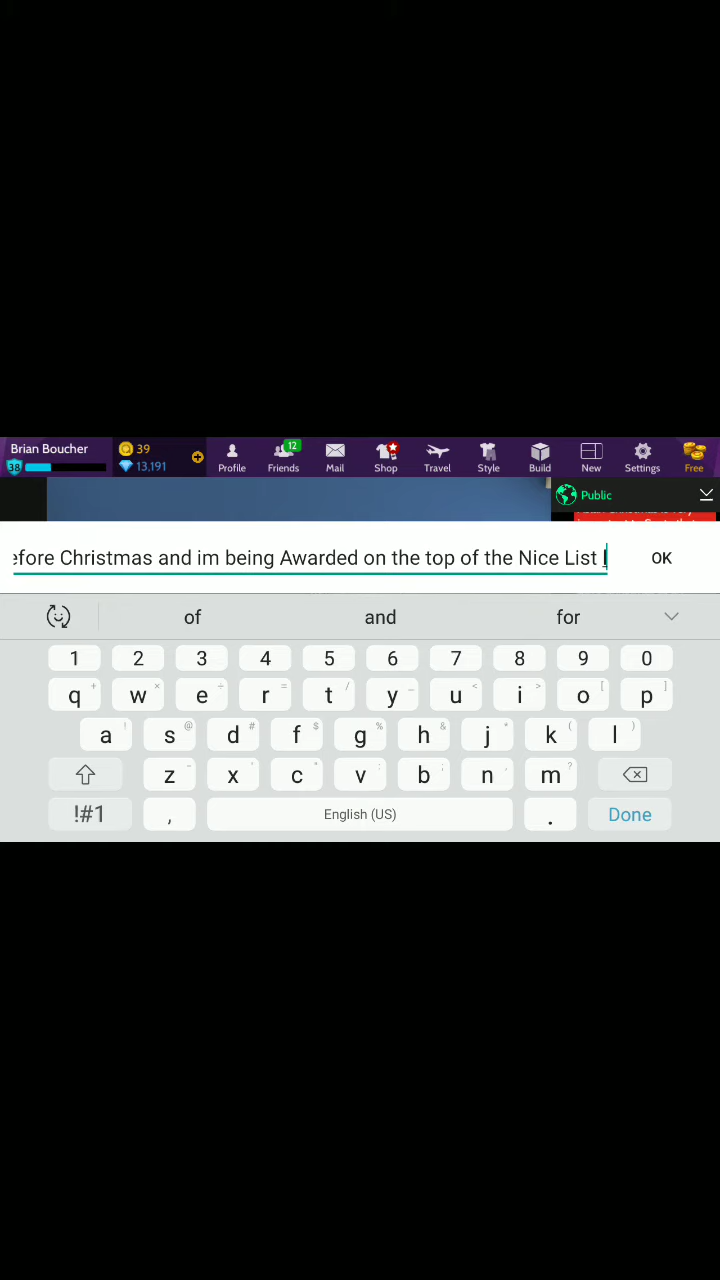 Brian Boucher
38
39
13,191
12
Profile
Friends
Mail
Shop
Travel
Style
Build
New
Settings
Free
Public
efore Christmas and im being Awarded on the top of the Nice List I
OK
of and for
1 2 3 4 5 6 7 8 9 0
q w e r t y u i o p
a s d f g h j k l
z x c v b n m
!#1 , English (US) . Done